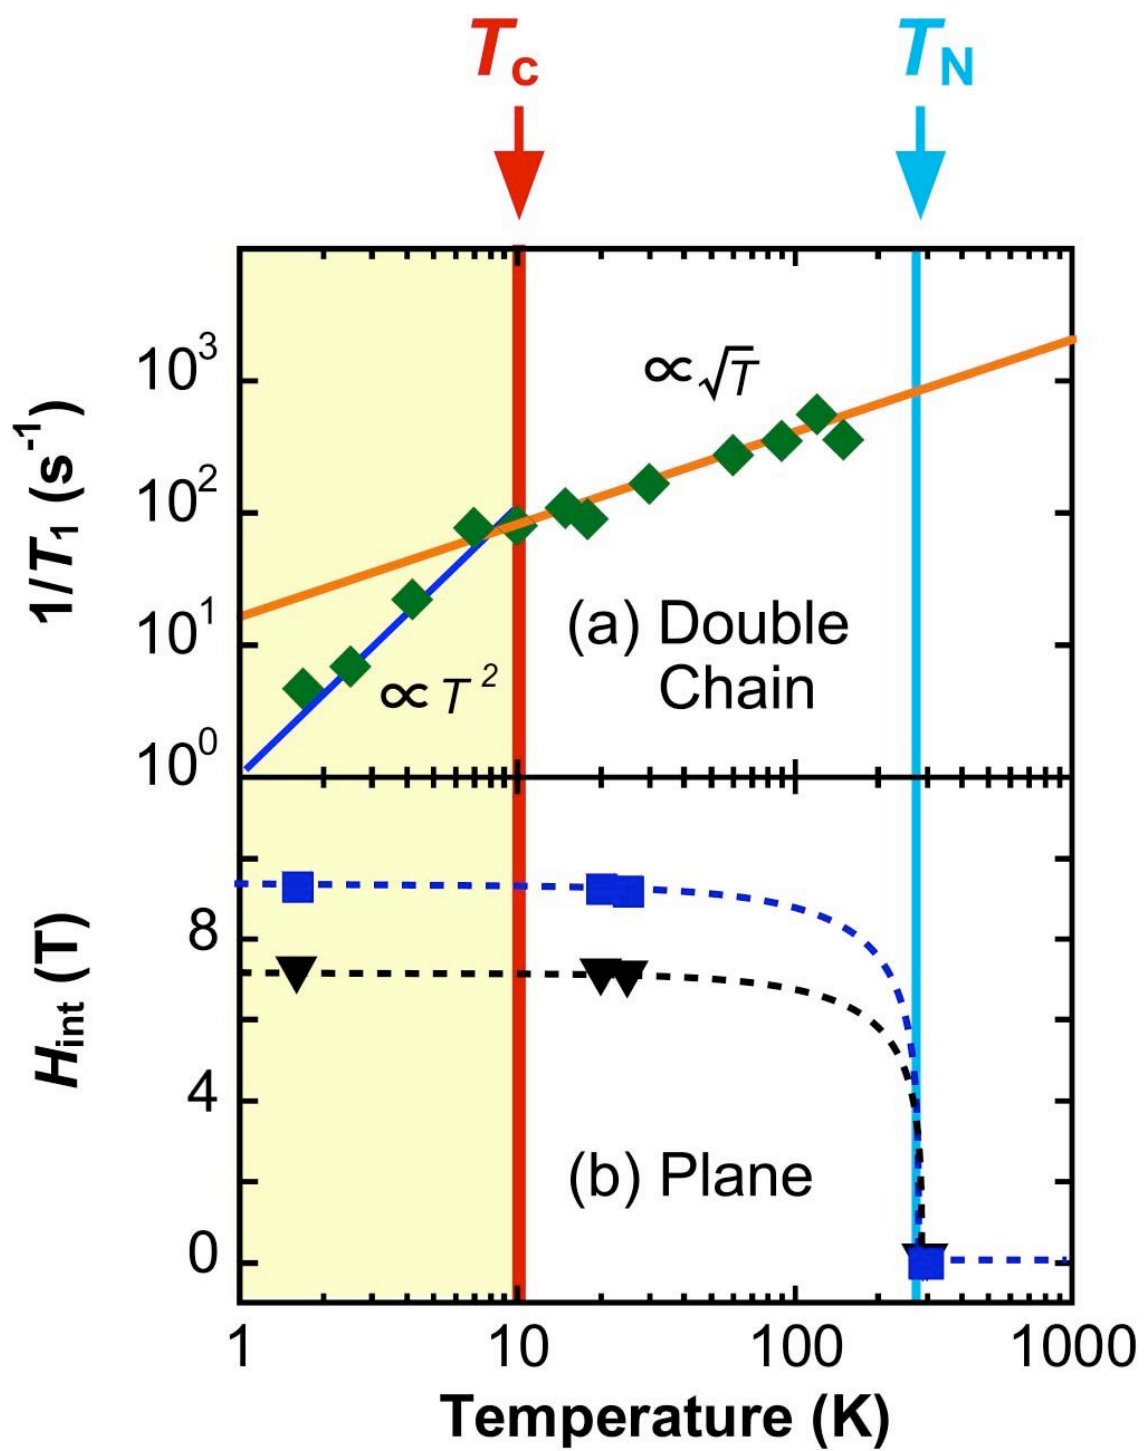 Tc
TN
10³
10²
10¹
10⁰
1/T₁ (s⁻¹)
∝√T
(a) Double
Chain
∝ T²
8
4
0
Hint (T)
(b) Plane
1
10
100
1000
Temperature (K)